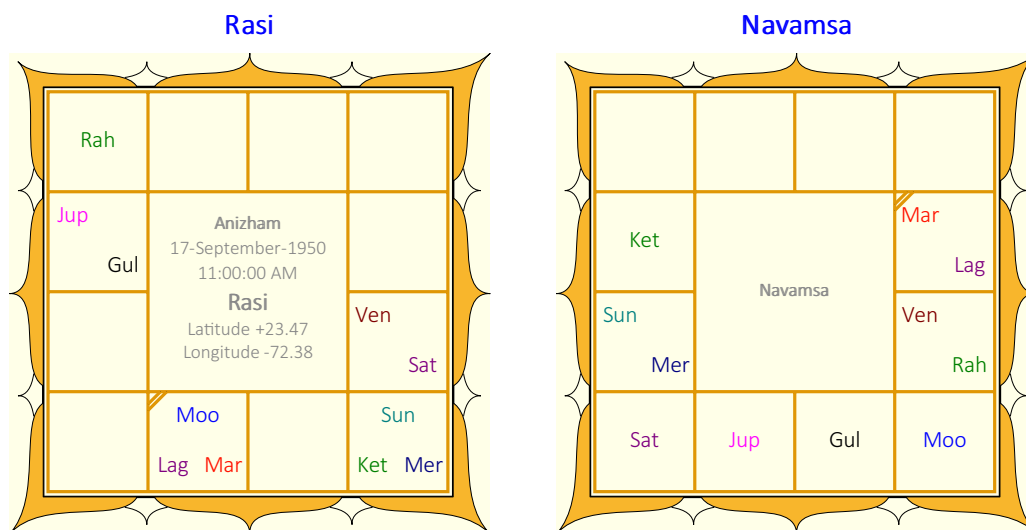 Rasi
Rah
Jup
Gul
Anizham
17-September-1950
11:00:00 AM
Rasi
Latitude +23.47
Longitude -72.38
Ven
Sat
Moo
Lag Mar
Sun
Ket Mer
Navamsa
Ket
Mar
Lag
Navamsa
Sun
Mer
Ven
Rah
Sat
Jup
Gul
Moo